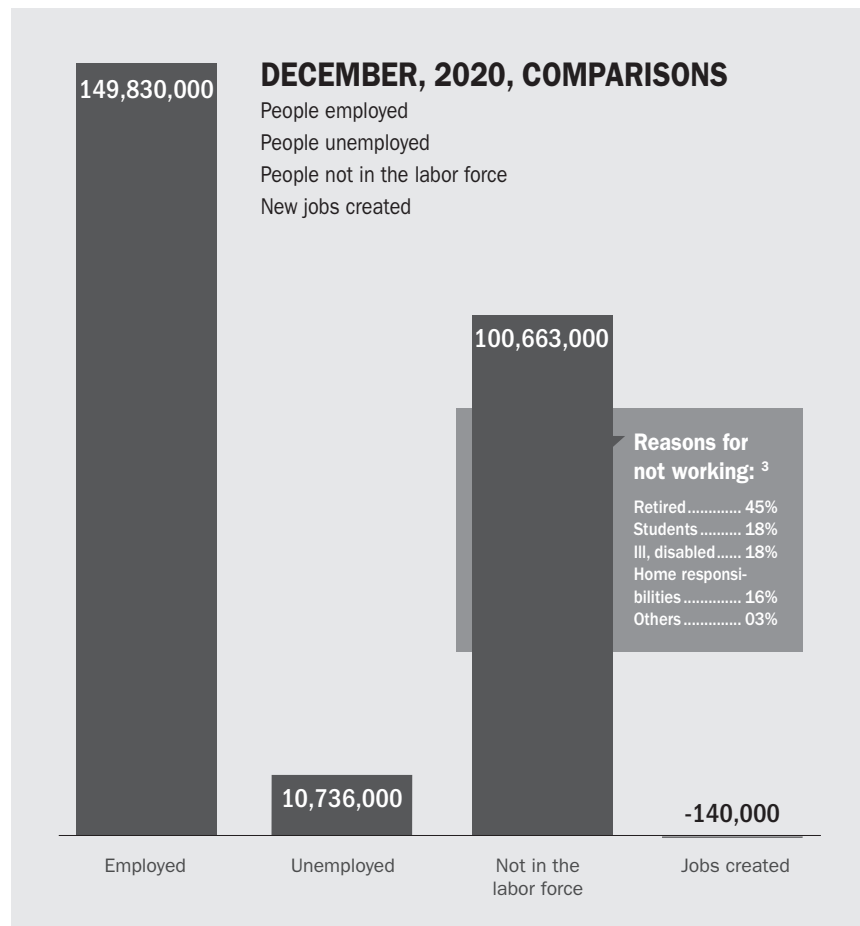 149,830,000
DECEMBER, 2020, COMPARISONS
People employed
People unemployed
People not in the labor force
New jobs created
100,663,000
Reasons for
not working: 3
Retired............. 45%
Students.......... 18%
Ill, disabled...... 18%
Home responsi-
bilities.............. 16%
Others.............. 03%
10,736,000
-140,000
Employed
Unemployed
Not in the
labor force
Jobs created